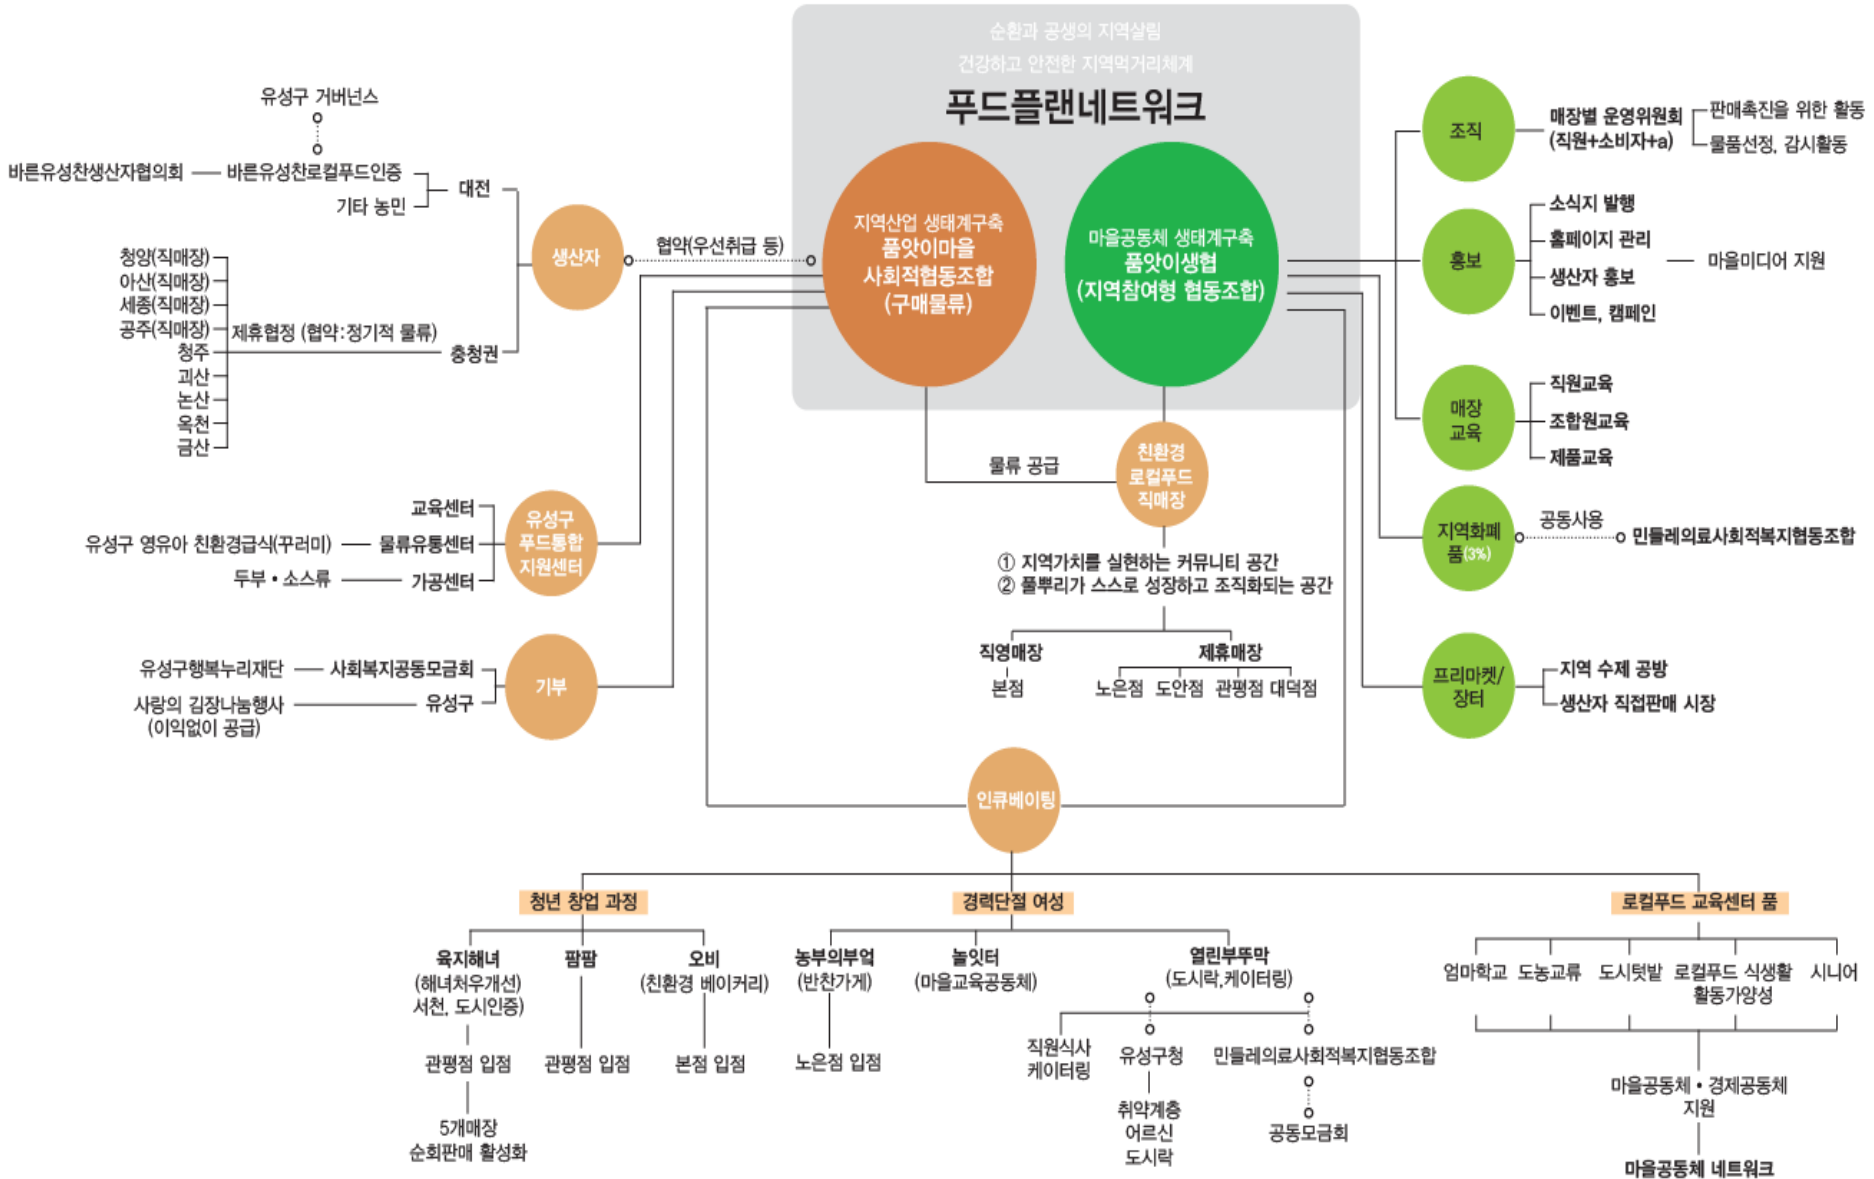 순환과 공생의 지역살림
건강하고 안전한 지역먹거리체계
푸드플랜네트워크
지역산업 생태계구축
품앗이마을
사회적협동조합
(구매물류)
마을공동체 생태계구축
품앗이생협
(지역참여형 협동조합)
유성구 거버넌스
바른유성찬생산자협의회
바른유성찬로컬푸드인증
기타 농민
대전
생산자
협약(우선취급 등)
청양(직매장)
아산(직매장)
세종(직매장)
공주(직매장)
청주
괴산
논산
옥천
금산
제휴협정 (협약:정기적 물류)
충청권
교육센터
유성구 영유아 친환경급식(꾸러미)
물류유통센터
두부 • 소스류
가공센터
유성구
푸드통합
지원센터
유성구행복누리재단
사회복지공동모금회
사랑의 김장나눔행사
(이익없이 공급)
유성구
기부
조직
매장별 운영위원회
(직원+소비자+a)
판매촉진을 위한 활동
물품선정, 감시활동
홍보
소식지 발행
홈페이지 관리
생산자 홍보
이벤트, 캠페인
마을미디어 지원
매장
교육
직원교육
조합원교육
제품교육
지역화폐
품(3%)
공동사용
민들레의료사회적복지협동조합
프리마켓/
장터
지역 수제 공방
생산자 직접판매 시장
물류 공급
친환경
로컬푸드
직매장
① 지역가치를 실현하는 커뮤니티 공간
② 풀뿌리가 스스로 성장하고 조직화되는 공간
직영매장
본점
제휴매장
노은점
도안점
관평점
대덕점
인큐베이팅
청년 창업 과정
육지해녀
(해녀처우개선)
서천, 도시인증)
관평점 입점
5개매장
순회판매 활성화
팜팜
관평점 입점
오비
(친환경 베이커리)
본점 입점
경력단절 여성
농부의부엌
(반찬가게)
노은점 입점
놀잇터
(마을교육공동체)
열린부뚜막
(도시락,케이터링)
직원식사
케이터링
유성구청
취약계층
어르신
도시락
민들레의료사회적복지협동조합
공동모금회
로컬푸드 교육센터 품
엄마학교
도농교류
도시텃밭
로컬푸드 식생활
활동가양성
시니어
마을공동체 • 경제공동체
지원
마을공동체 네트워크